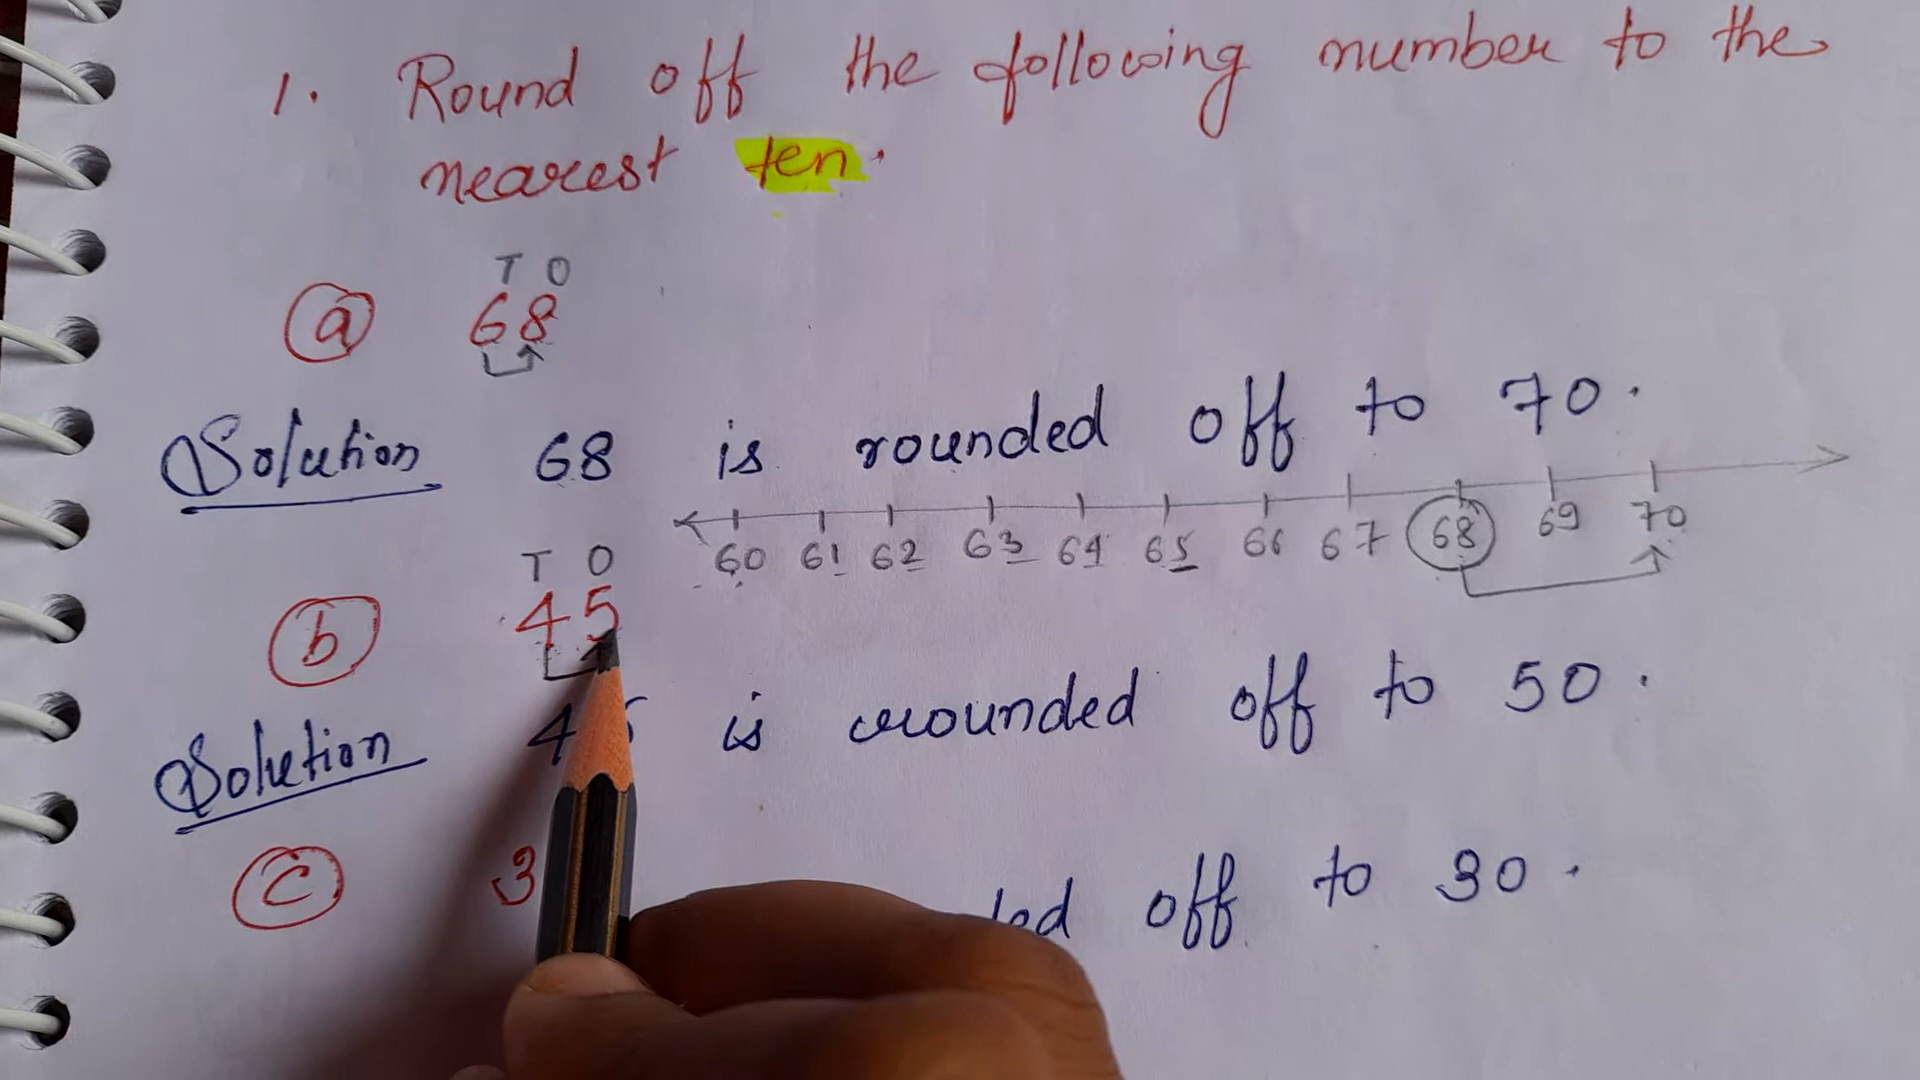 1. Round off the following number to the
nearest ten.
T O
(a) 68
Solution 68 is rounded off to 70.
60 61 62 63 64 65 66 67 68 69 70
T O
(b) 45
Solution is rounded off to 50.
(c) 3 off to 30.